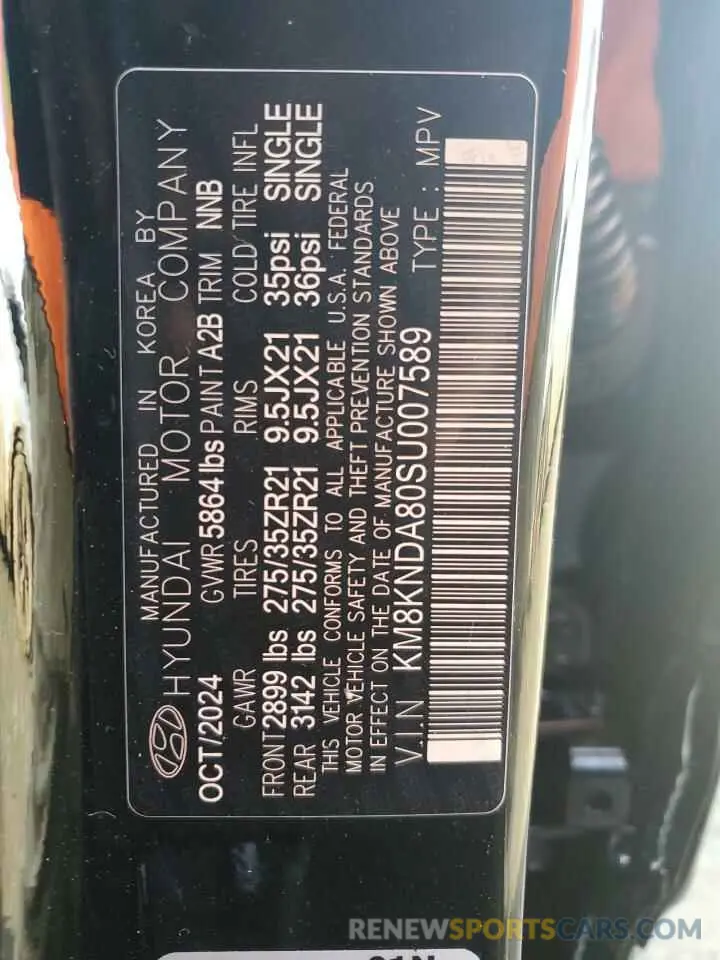 MANUFACTURED IN KOREA BY
HYUNDAI MOTOR COMPANY
OCT/2024 GVWR 5864 lbs PAINT A2B TRIM NNB
GAWR TIRES RIMS COLD TIRE INFL
FRONT 2899 lbs 275/35ZR21 9.5JX21 35psi SINGLE
REAR 3142 lbs 275/35ZR21 9.5JX21 36psi SINGLE
THIS VEHICLE CONFORMS TO ALL APPLICABLE U.S.A. FEDERAL
MOTOR VEHICLE SAFETY AND THEFT PREVENTION STANDARDS
IN EFFECT ON THE DATE OF MANUFACTURE SHOWN ABOVE
V.I.N KM8KNDA80SU007589 TYPE : MPV
RENEWSPORTSCARS.COM